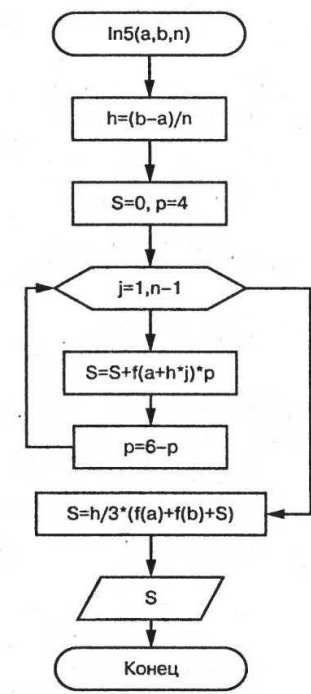 In5(a,b,n)
h=(b−a)/n
S=0, p=4
j=1,n−1
S=S+f(a+h*j)*p
p=6−p
S=h/3*(f(a)+f(b)+S)
S
Конец